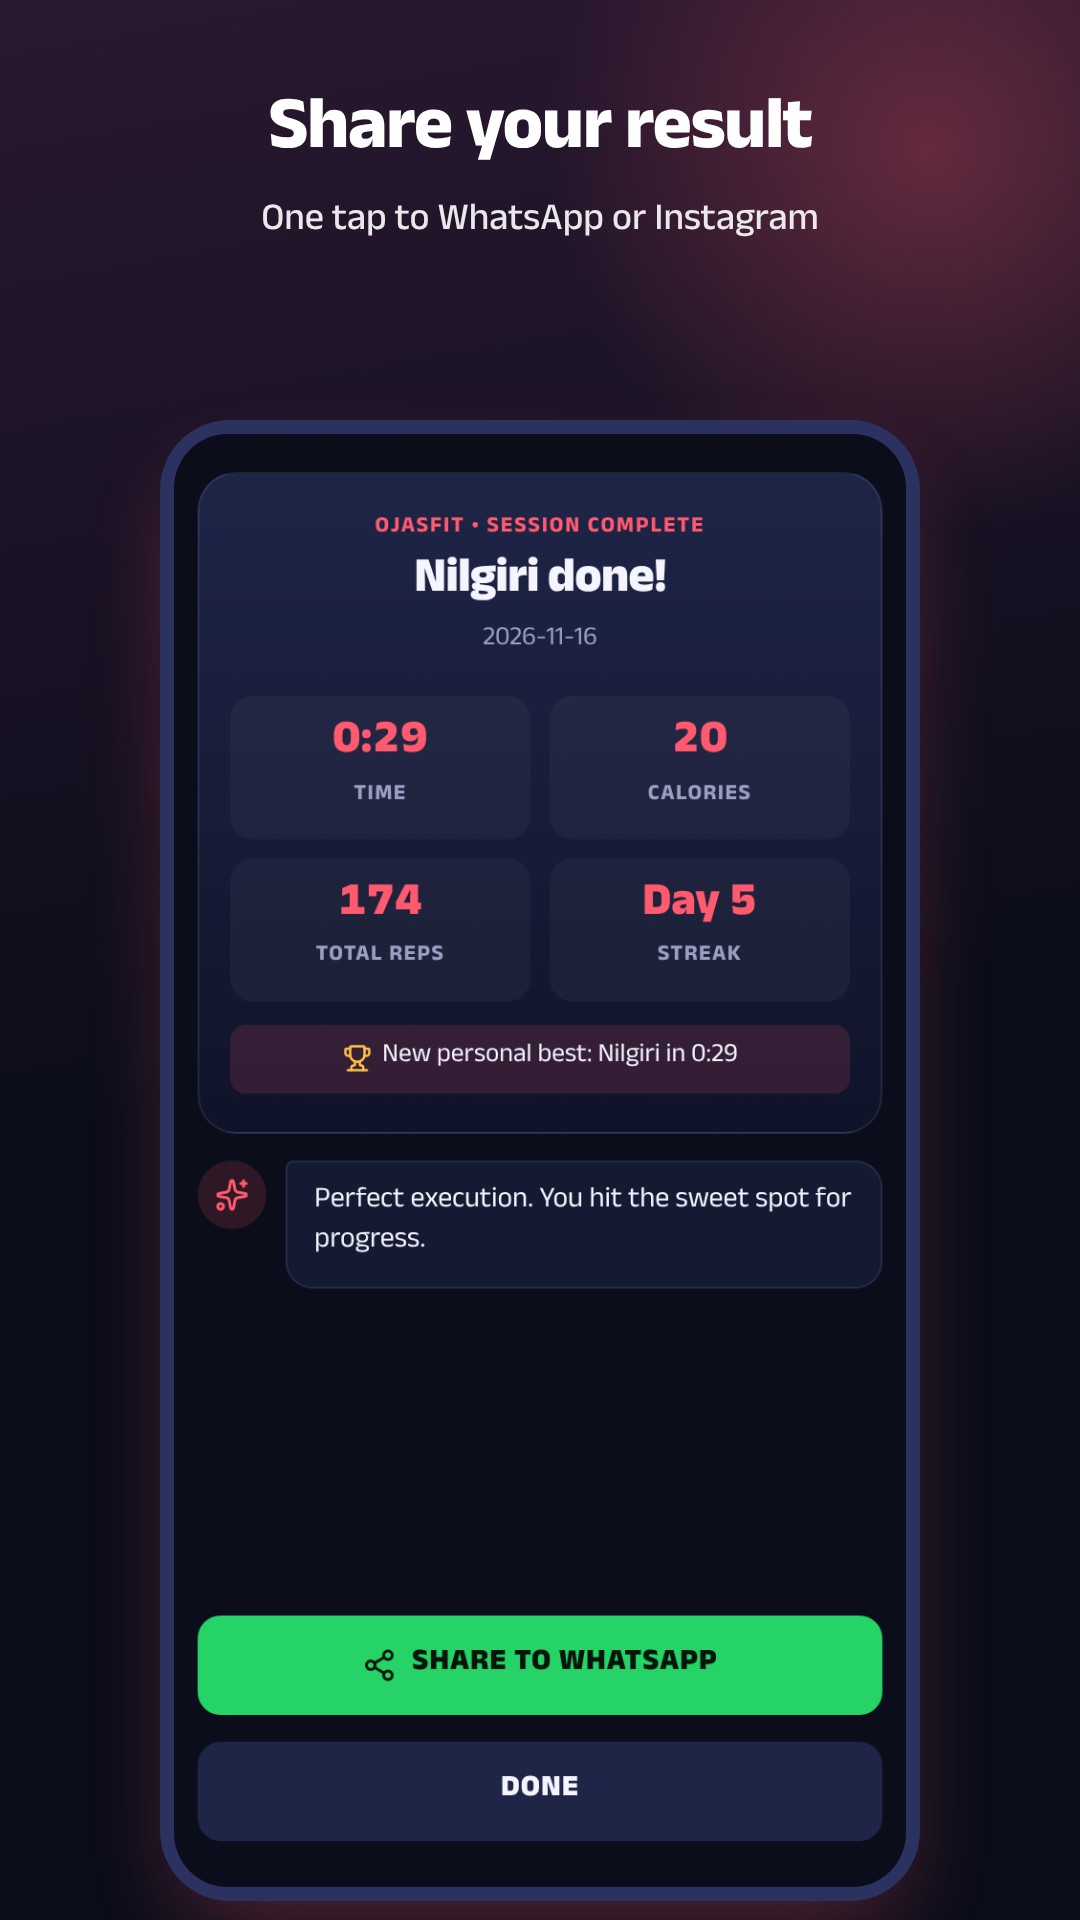 Share your result
One tap to WhatsApp or Instagram
OJASFIT • SESSION COMPLETE
Nilgiri done!
2026-11-16
0:29
TIME
20
CALORIES
174
TOTAL REPS
Day 5
STREAK
New personal best: Nilgiri in 0:29
Perfect execution. You hit the sweet spot for
progress.
SHARE TO WHATSAPP
DONE